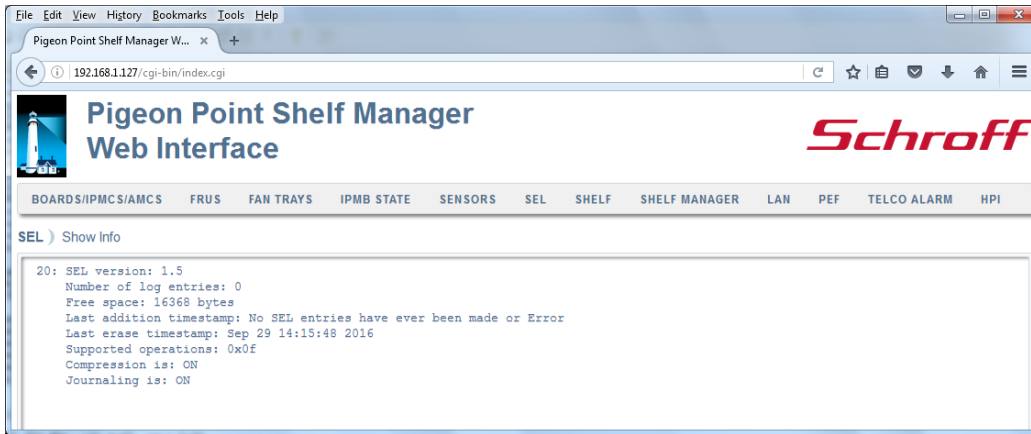 File Edit View History Bookmarks Tools Help
Pigeon Point Shelf Manager W... × +
192.168.1.127/cgi-bin/index.cgi
Pigeon Point Shelf Manager
Web Interface
Schroff
BOARDS/IPMCS/AMCS FRUS FAN TRAYS IPMB STATE SENSORS SEL SHELF SHELF MANAGER LAN PEF TELCO ALARM HPI
SEL ) Show Info
20: SEL version: 1.5
Number of log entries: 0
Free space: 16368 bytes
Last addition timestamp: No SEL entries have ever been made or Error
Last erase timestamp: Sep 29 14:15:48 2016
Supported operations: 0x0f
Compression is: ON
Journaling is: ON